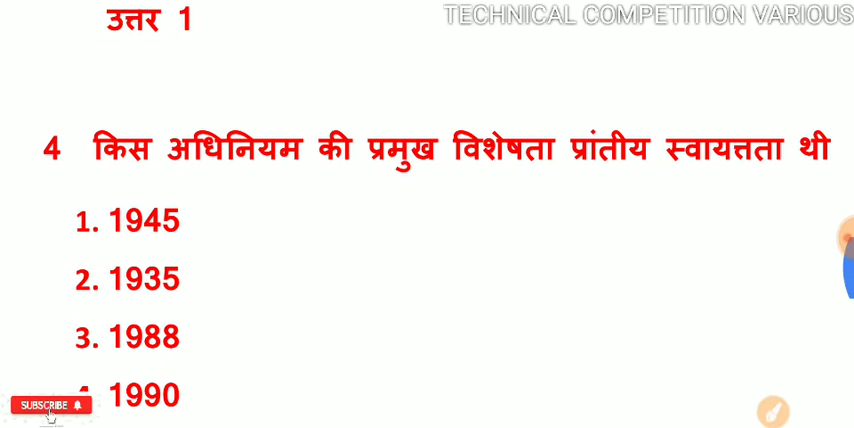 TECHNICAL COMPETITION VARIOUS
उत्तर 1
4 किस अधिनियम की प्रमुख विशेषता प्रांतीय स्वायत्तता थी
1. 1945
2. 1935
3. 1988
1990
SUBSCRIBE